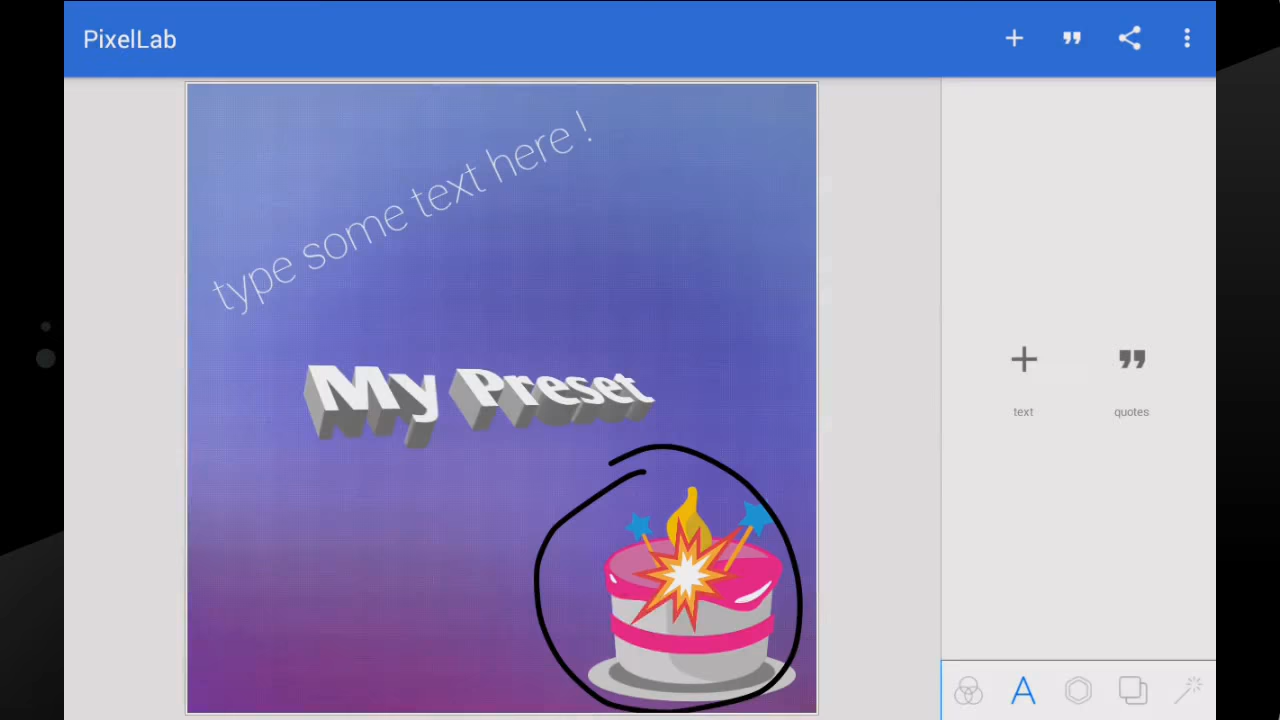 PixelLab
type some text here !
My Preset
text
quotes